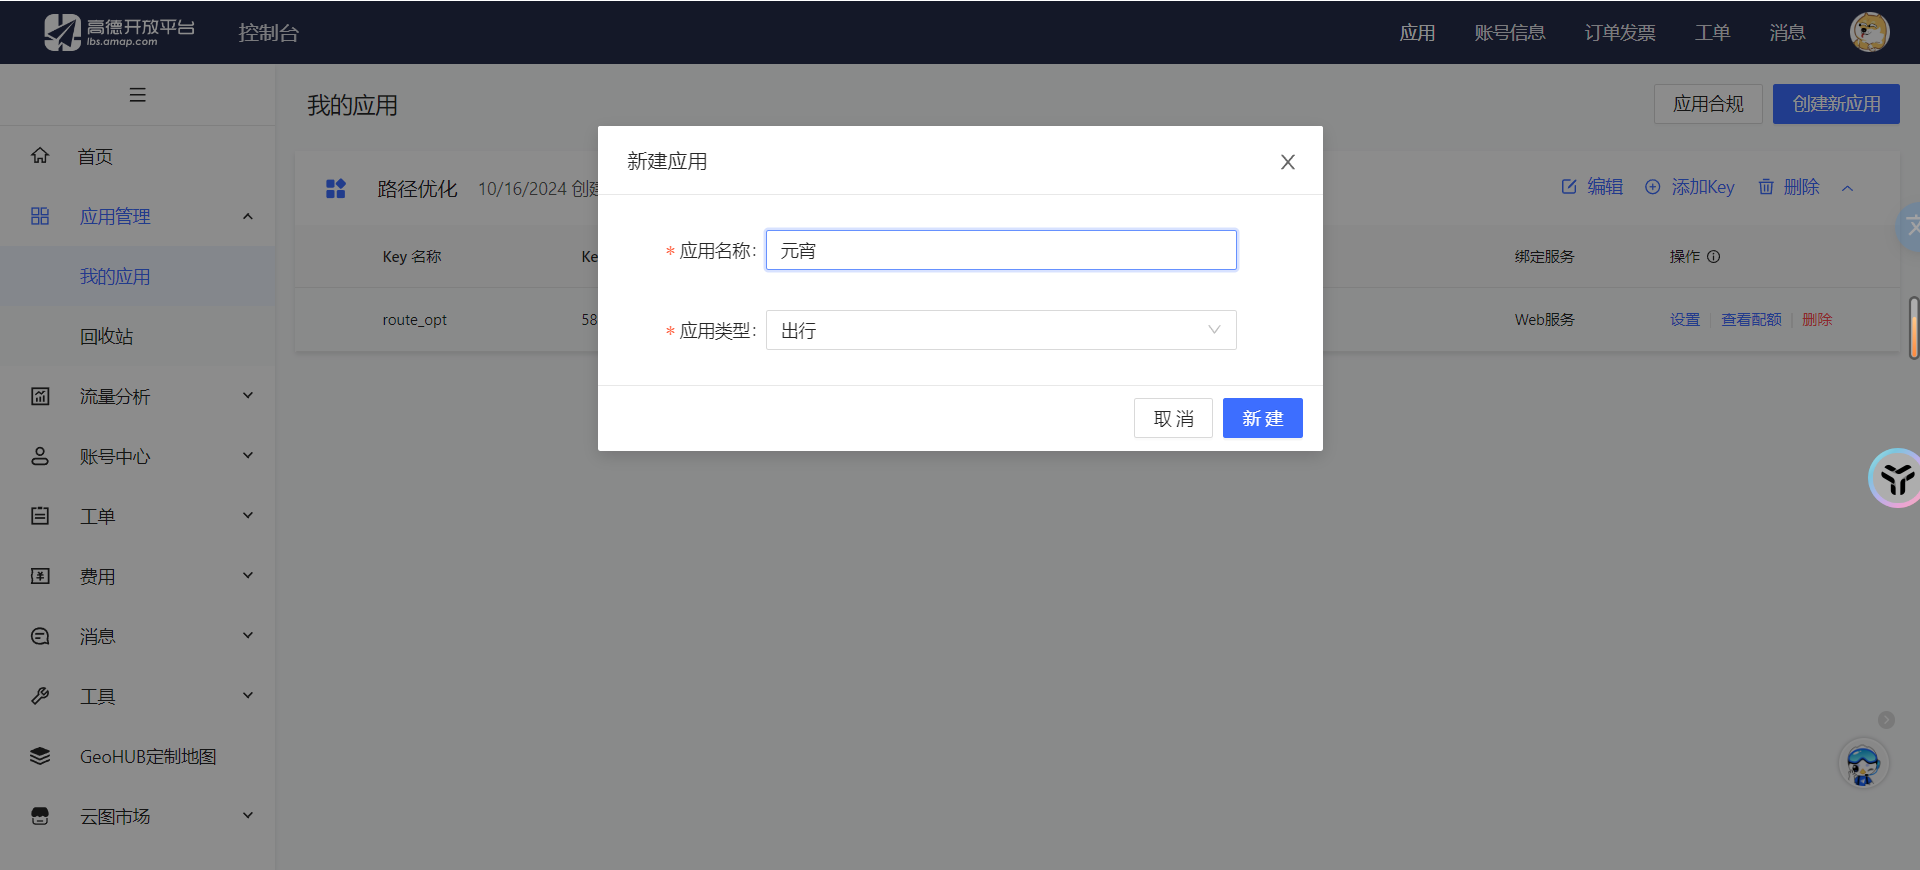 高德开放平台
lbs.amap.com
控制台
应用
账号信息
订单发票
工单
消息
首页
应用管理
我的应用
回收站
流量分析
账号中心
工单
费用
消息
工具
GeoHUB定制地图
云图市场
我的应用
应用合规
创建新应用
路径优化 10/16/2024 创建
编辑
添加Key
删除
Key 名称
Ke
绑定服务
操作
route_opt
58
Web服务
设置
查看配额
删除
新建应用
* 应用名称:
元宵
* 应用类型:
出行
取 消
新 建